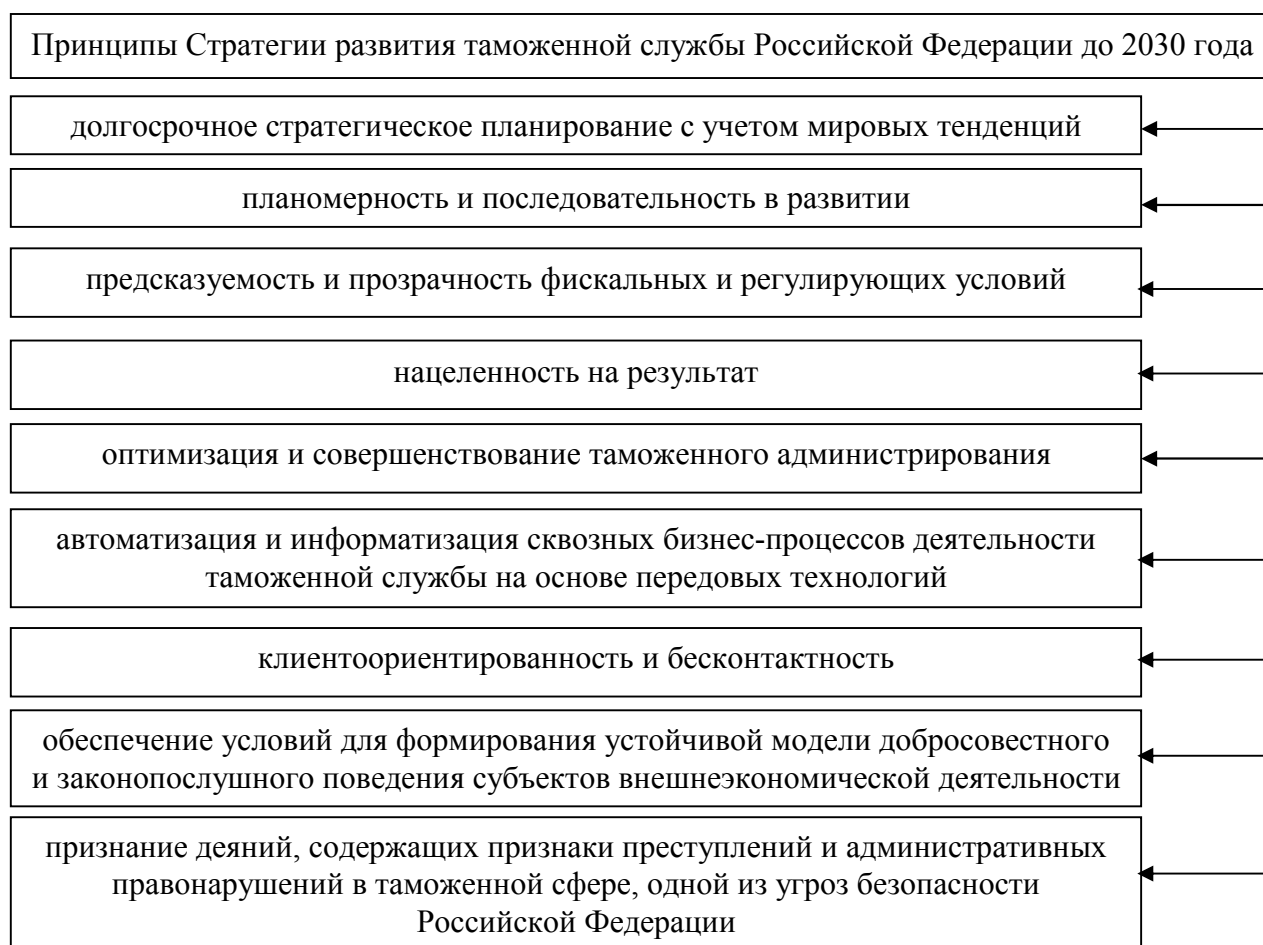 Принципы Стратегии развития таможенной службы Российской Федерации до 2030 года
долгосрочное стратегическое планирование с учетом мировых тенденций
планомерность и последовательность в развитии
предсказуемость и прозрачность фискальных и регулирующих условий
нацеленность на результат
оптимизация и совершенствование таможенного администрирования
автоматизация и информатизация сквозных бизнес-процессов деятельности
таможенной службы на основе передовых технологий
клиентоориентированность и бесконтактность
обеспечение условий для формирования устойчивой модели добросовестного
и законопослушного поведения субъектов внешнеэкономической деятельности
признание деяний, содержащих признаки преступлений и административных
правонарушений в таможенной сфере, одной из угроз безопасности
Российской Федерации